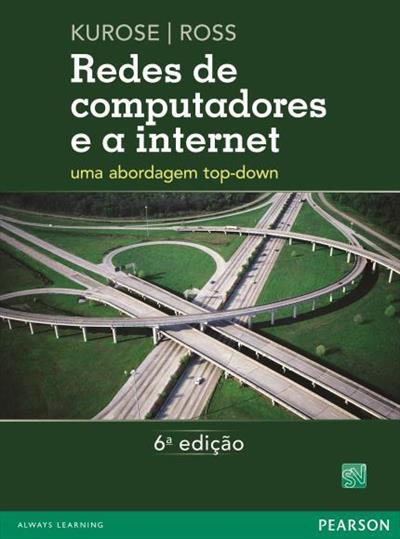 KUROSE | ROSS
Redes de
computadores
e a internet
uma abordagem top-down
6ª edição
SV
ALWAYS LEARNING
PEARSON